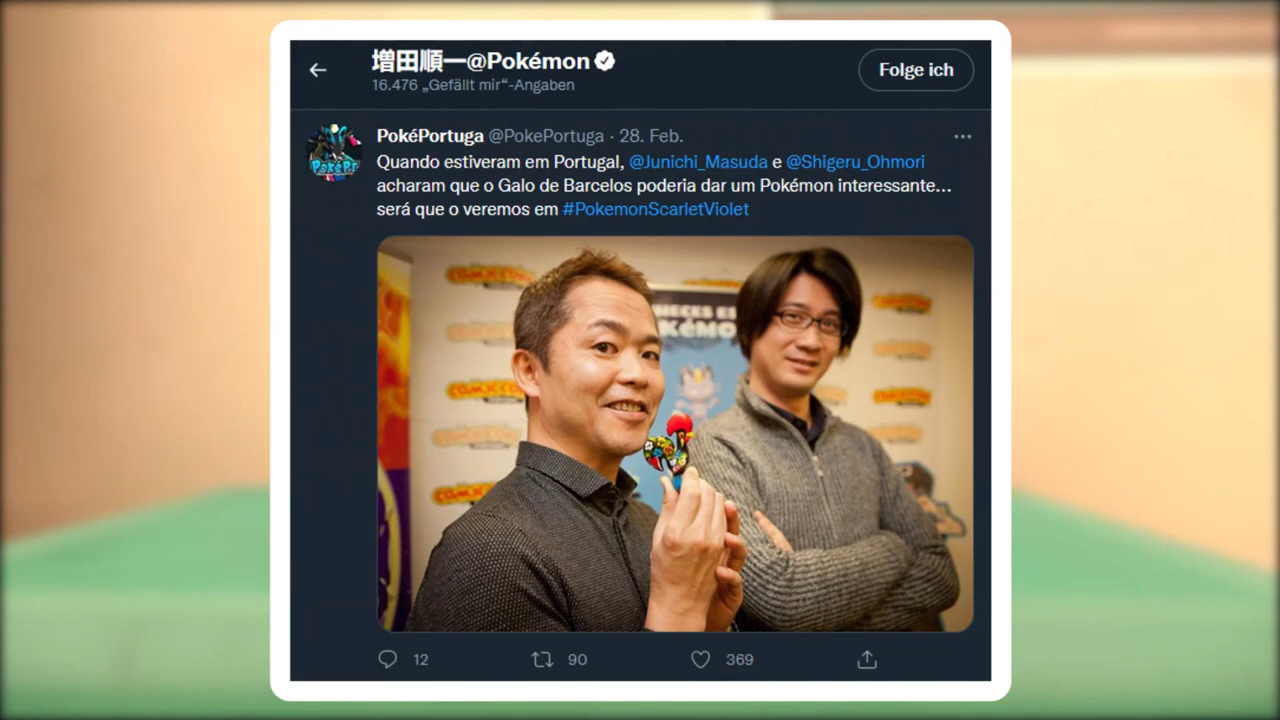 増田順一@Pokémon
16.476 „Gefällt mir“-Angaben
Folge ich
PokéPortuga @PokePortuga · 28. Feb.
Quando estiveram em Portugal, @Junichi_Masuda e @Shigeru_Ohmori
acharam que o Galo de Barcelos poderia dar um Pokémon interessante...
será que o veremos em #PokemonScarletViolet
12
90
369